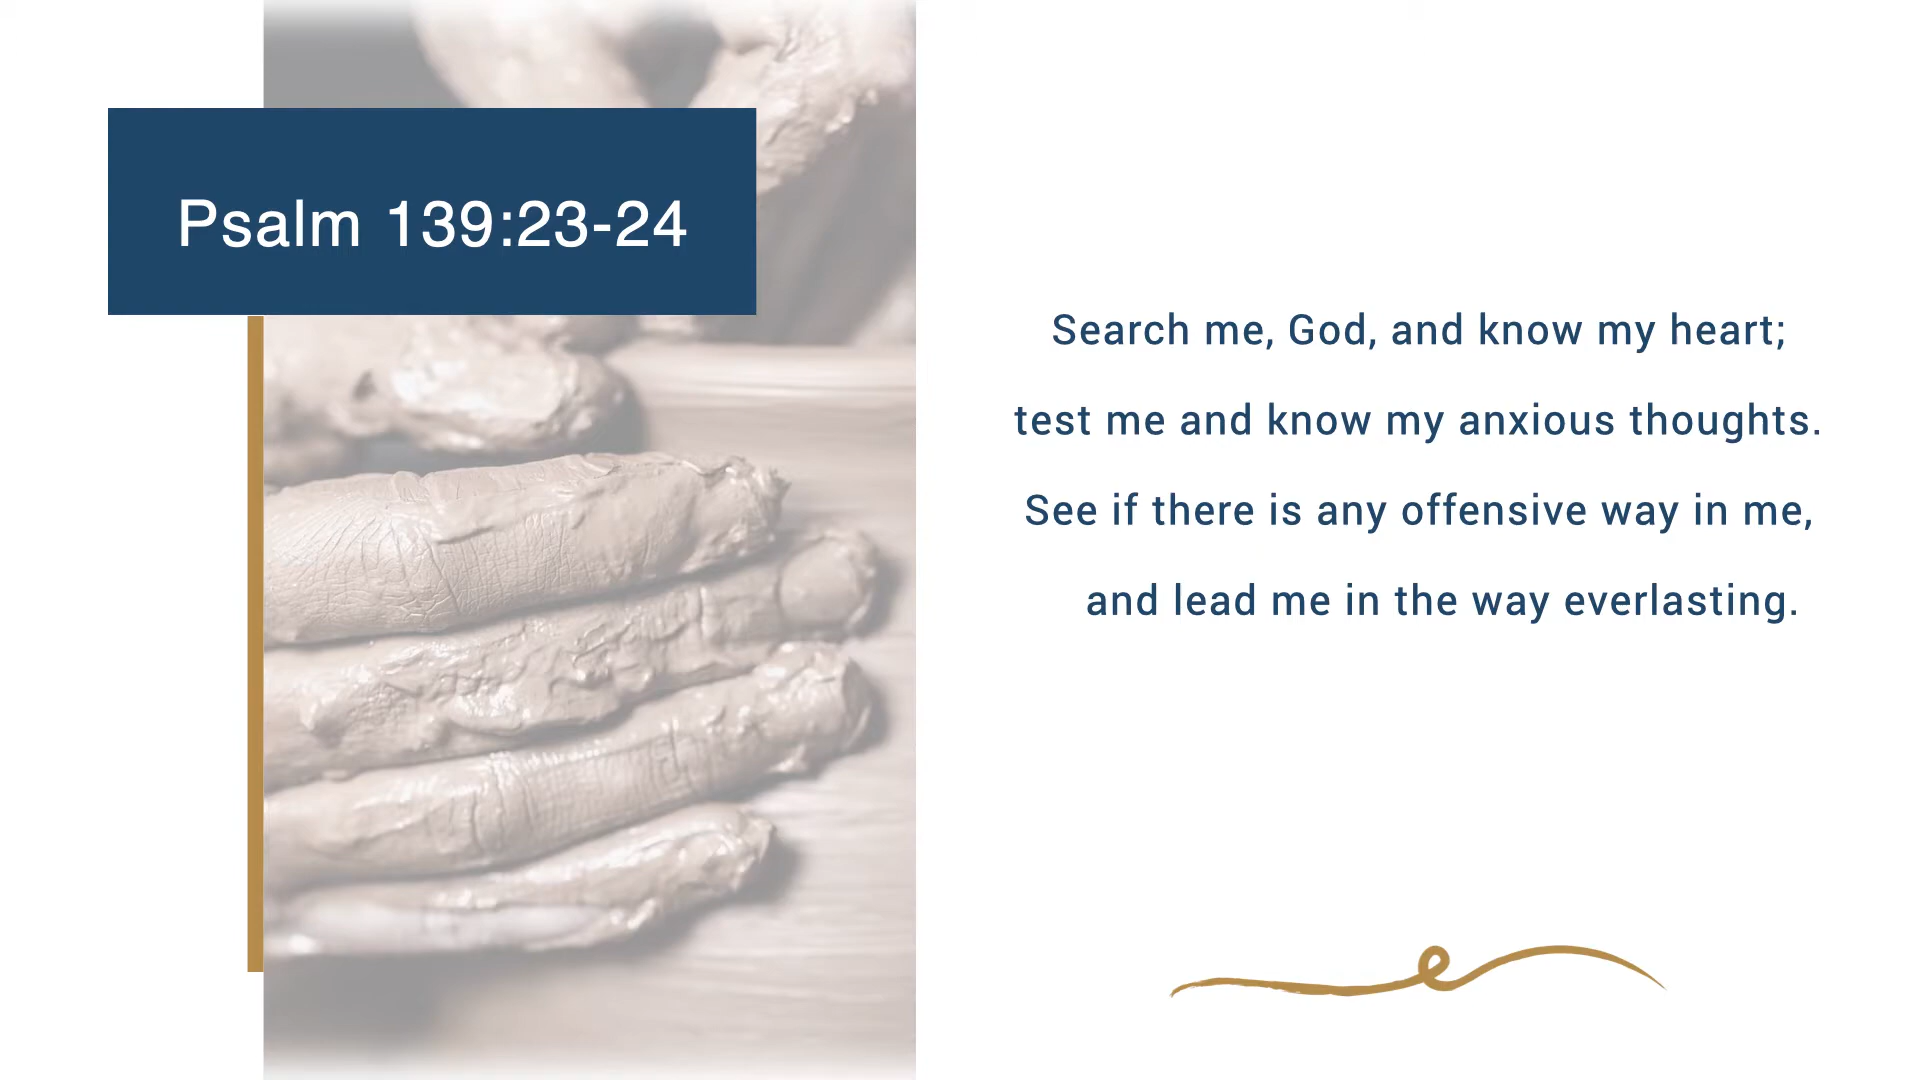 Psalm 139:23-24
Search me, God, and know my heart;
test me and know my anxious thoughts.
See if there is any offensive way in me,
and lead me in the way everlasting.